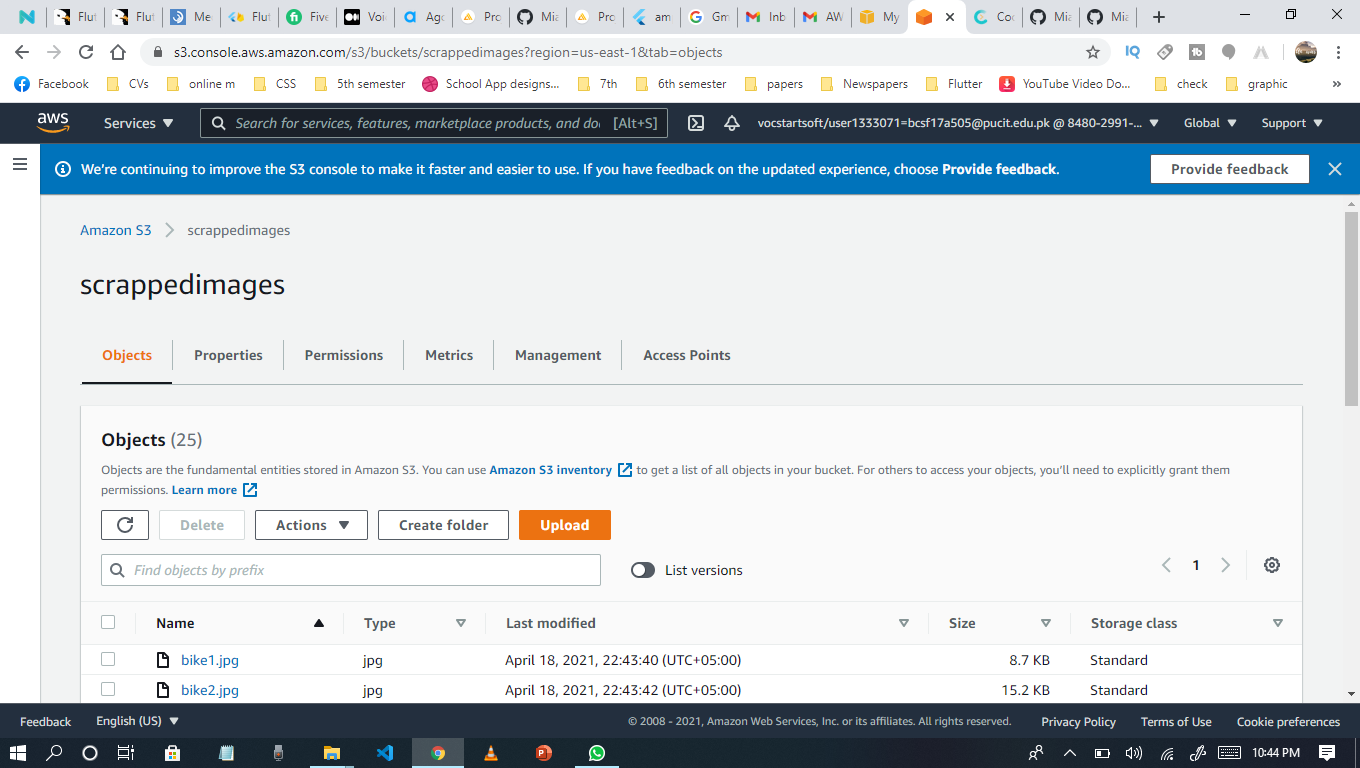 Flut
Flut
Me
Flut
Five
Voi
Ago
Pro
Mia
Pro
am
Gm
Inb
AW
My
Coo
Mia
Mia
s3.console.aws.amazon.com/s3/buckets/scrappedimages?region=us-east-1&tab=objects
IQ
tb
Facebook CVs online m CSS 5th semester School App designs... 7th 6th semester papers Newspapers Flutter YouTube Video Do... check graphic »
aws Services Search for services, features, marketplace products, and do [Alt+S] vocstartsoft/user1333071=bcsf17a505@pucit.edu.pk @ 8480-2991-... Global Support
We're continuing to improve the S3 console to make it faster and easier to use. If you have feedback on the updated experience, choose Provide feedback. Provide feedback
Amazon S3 scrappedimages
scrappedimages
Objects Properties Permissions Metrics Management Access Points
Objects (25)
Objects are the fundamental entities stored in Amazon S3. You can use Amazon S3 inventory to get a list of all objects in your bucket. For others to access your objects, you'll need to explicitly grant them
permissions. Learn more
Delete Actions Create folder Upload
Find objects by prefix List versions 1
Name Type Last modified Size Storage class
bike1.jpg jpg April 18, 2021, 22:43:40 (UTC+05:00) 8.7 KB Standard
bike2.jpg jpg April 18, 2021, 22:43:42 (UTC+05:00) 15.2 KB Standard
Feedback English (US) © 2008 - 2021, Amazon Web Services, Inc. or its affiliates. All rights reserved. Privacy Policy Terms of Use Cookie preferences
10:44 PM